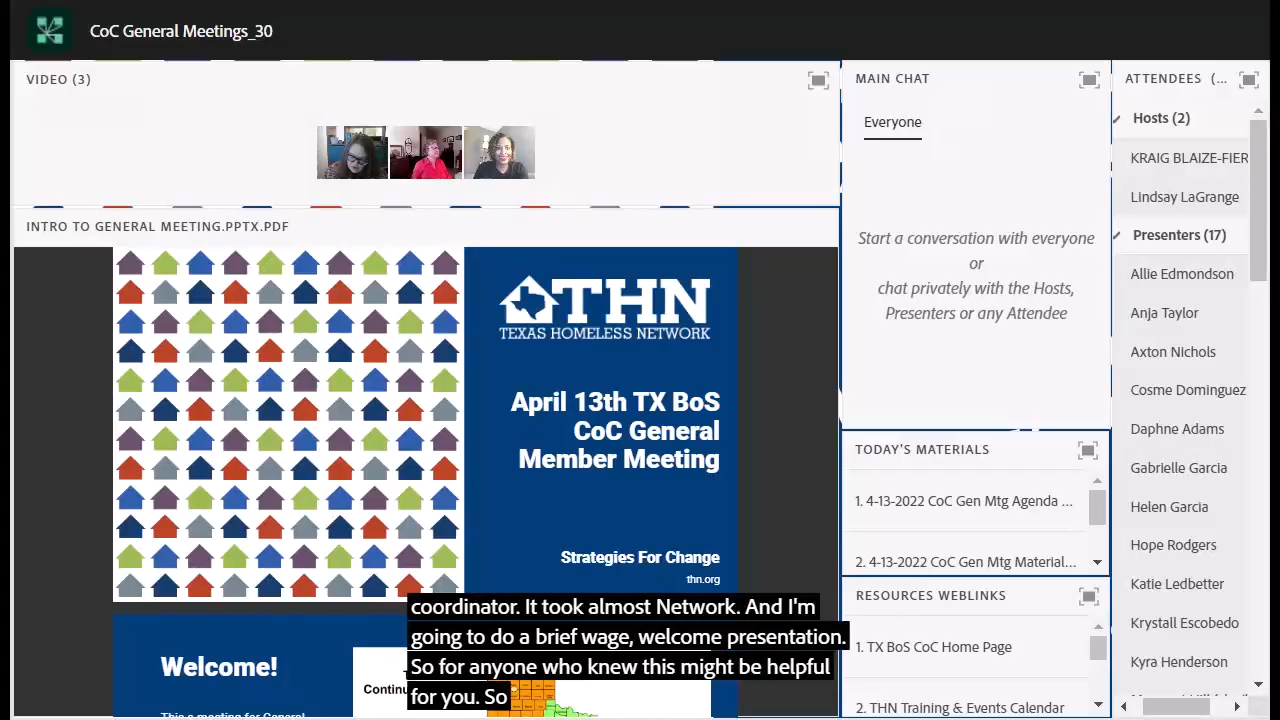 CoC General Meetings_30
VIDEO (3)
INTRO TO GENERAL MEETING.PPTX.PDF
THN
TEXAS HOMELESS NETWORK
April 13th TX BoS
CoC General
Member Meeting
Strategies For Change
thn.org
Welcome!
coordinator. It took almost Network. And I'm
going to do a brief wage, welcome presentation.
So for anyone who knew this might be helpful
for you. So
MAIN CHAT
Everyone
Start a conversation with everyone
or
chat privately with the Hosts,
Presenters or any Attendee
TODAY'S MATERIALS
1. 4-13-2022 CoC Gen Mtg Agenda ...
2. 4-13-2022 CoC Gen Mtg Material...
RESOURCES WEBLINKS
1. TX BoS CoC Home Page
2. THN Training & Events Calendar
ATTENDEES (...
Hosts (2)
KRAIG BLAIZE-FIER
Lindsay LaGrange
Presenters (17)
Allie Edmondson
Anja Taylor
Axton Nichols
Cosme Dominguez
Daphne Adams
Gabrielle Garcia
Helen Garcia
Hope Rodgers
Katie Ledbetter
Krystall Escobedo
Kyra Henderson